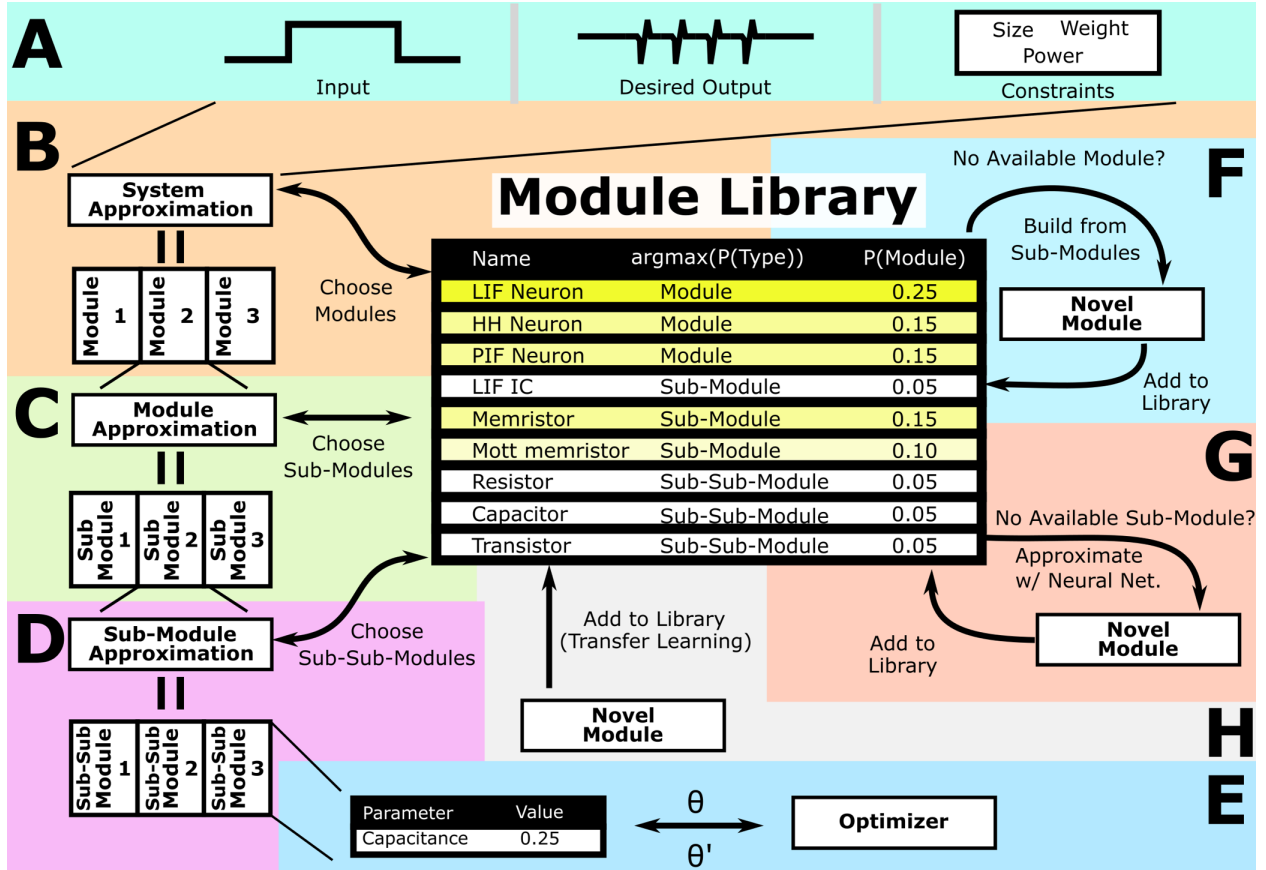 A
Input
Desired Output
Size Weight
Power
Constraints
B
System
Approximation
Module 1
Module 2
Module 3
Choose
Modules
Module Library
Name argmax(P(Type)) P(Module)
LIF Neuron Module 0.25
HH Neuron Module 0.15
PIF Neuron Module 0.15
LIF IC Sub-Module 0.05
Memristor Sub-Module 0.15
Mott memristor Sub-Module 0.10
Resistor Sub-Sub-Module 0.05
Capacitor Sub-Sub-Module 0.05
Transistor Sub-Sub-Module 0.05
F
No Available Module?
Build from
Sub-Modules
Novel
Module
Add to
Library
C
Module
Approximation
Choose
Sub-Modules
Sub
Module 1
Sub
Module 2
Sub
Module 3
G
No Available Sub-Module?
Approximate
w/ Neural Net.
Novel
Module
Add to
Library
D
Sub-Module
Approximation
Choose
Sub-Sub-Modules
Sub-Sub
Module 1
Sub-Sub
Module 2
Sub-Sub
Module 3
Add to Library
(Transfer Learning)
Novel
Module
H
E
Parameter Value
Capacitance 0.25
θ
θ'
Optimizer